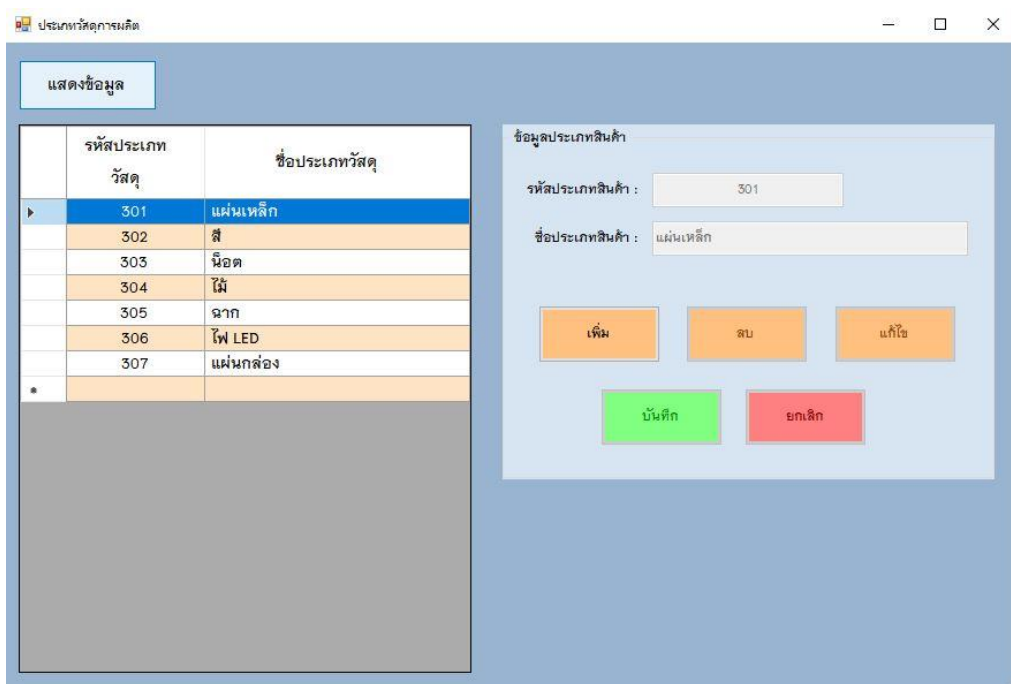 ประเภทวัสดุการผลิต
แสดงข้อมูล
รหัสประเภท
วัสดุ
ชื่อประเภทวัสดุ
301 แผ่นเหล็ก
302 สี
303 น็อต
304 ไม้
305 ฉาก
306 ไฟ LED
307 แผ่นกล่อง
ข้อมูลประเภทสินค้า
รหัสประเภทสินค้า : 301
ชื่อประเภทสินค้า : แผ่นเหล็ก
เพิ่ม ลบ แก้ไข
บันทึก ยกเลิก